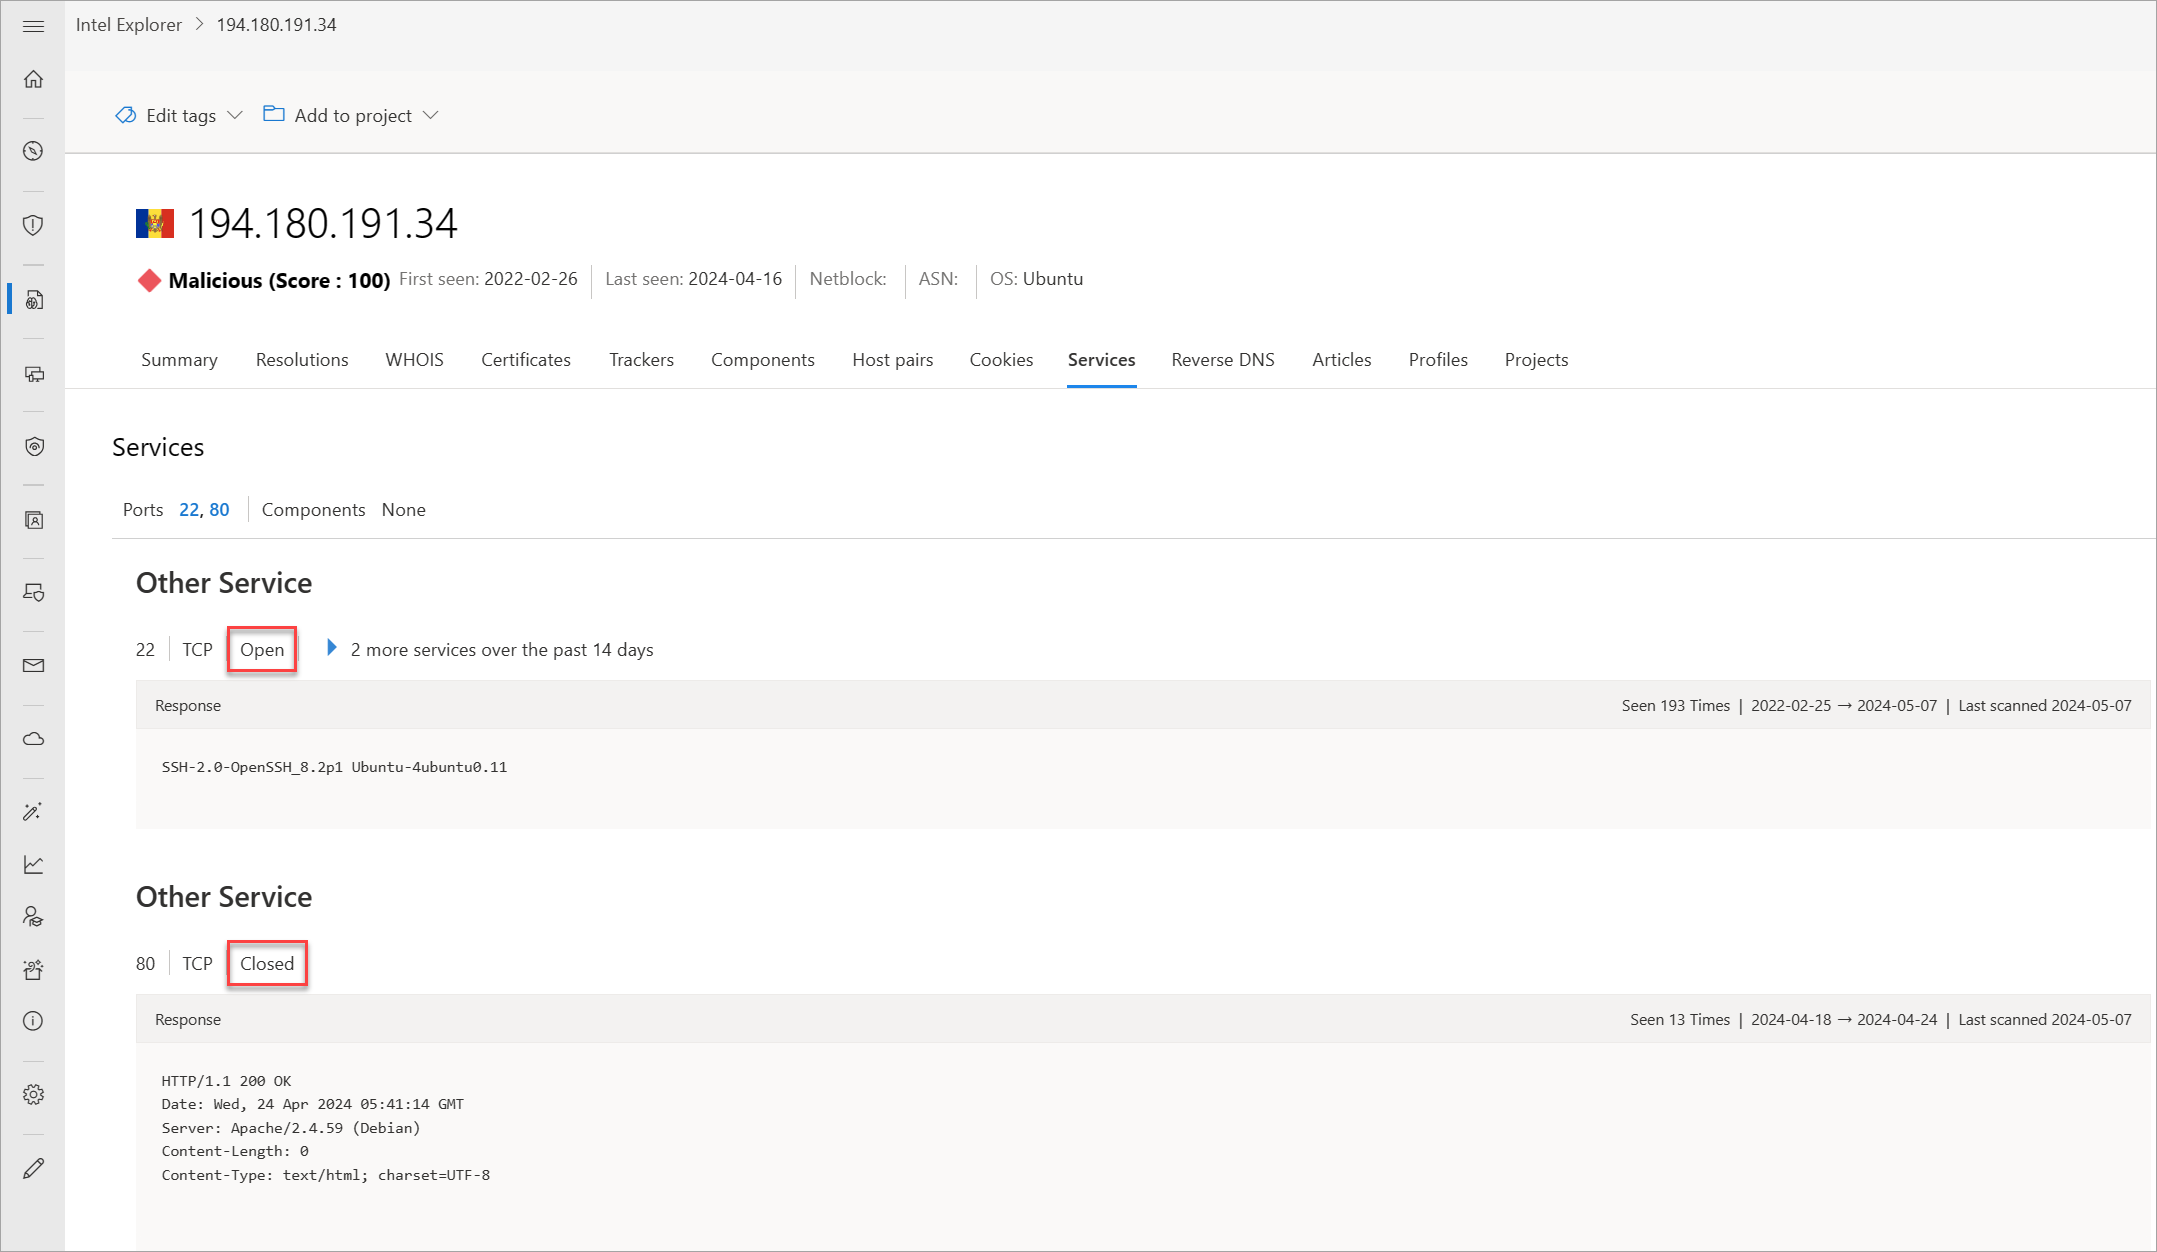 Intel Explorer > 194.180.191.34
Edit tags Add to project
194.180.191.34
Malicious (Score : 100) First seen: 2022-02-26 Last seen: 2024-04-16 Netblock: ASN: OS: Ubuntu
Summary Resolutions WHOIS Certificates Trackers Components Host pairs Cookies Services Reverse DNS Articles Profiles Projects
Services
Ports 22, 80 Components None
Other Service
22 TCP Open 2 more services over the past 14 days
Response Seen 193 Times | 2022-02-25 → 2024-05-07 | Last scanned 2024-05-07
SSH-2.0-OpenSSH_8.2p1 Ubuntu-4ubuntu0.11
Other Service
80 TCP Closed
Response Seen 13 Times | 2024-04-18 → 2024-04-24 | Last scanned 2024-05-07
HTTP/1.1 200 OK
Date: Wed, 24 Apr 2024 05:41:14 GMT
Server: Apache/2.4.59 (Debian)
Content-Length: 0
Content-Type: text/html; charset=UTF-8